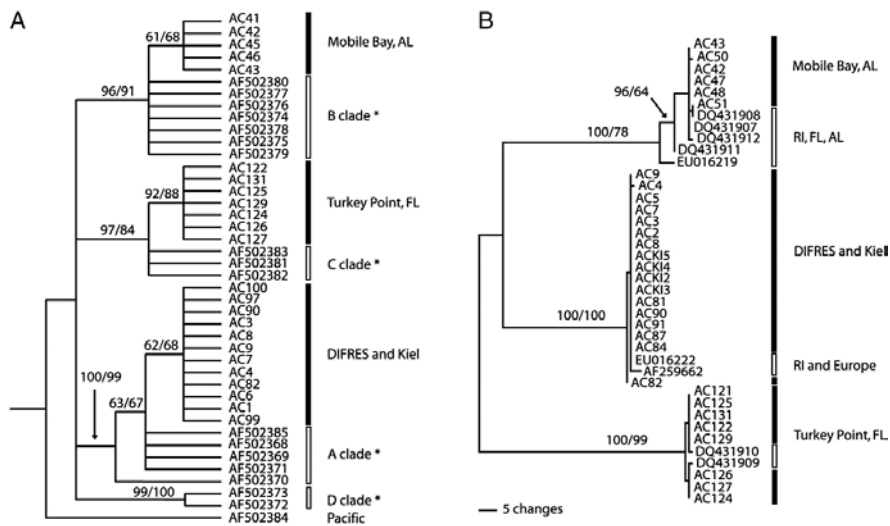 A
AC41
AC42
AC45
AC46
AC43
61/68
Mobile Bay, AL
96/91
AF502380
AF502377
AF502376
AF502374
AF502378
AF502375
AF502379
B clade *
AC122
AC131
AC125
AC129
AC124
AC126
AC127
92/88
Turkey Point, FL
97/84
AF502383
AF502381
AF502382
C clade *
AC100
AC97
AC90
AC3
AC8
AC9
AC7
AC4
AC82
AC6
AC1
AC99
62/68
DIFRES and Kiel
100/99
63/67
AF502385
AF502368
AF502369
AF502371
AF502370
A clade *
99/100
AF502373
AF502372
D clade *
AF502384
Pacific
B
AC43
AC50
AC42
AC47
AC48
AC51
Mobile Bay, AL
96/64
DQ431908
DQ431907
DQ431912
DQ431911
EU016219
RI, FL, AL
100/78
AC9
AC4
AC5
AC7
AC3
AC2
AC8
ACKI5
ACKI4
ACKI2
ACKI3
AC81
AC90
AC91
AC87
AC84
DIFRES and Kiel
100/100
EU016222
AF259662
AC82
RI and Europe
AC121
AC125
AC131
AC122
AC129
DQ431910
DQ431909
AC126
AC127
AC124
Turkey Point, FL
100/99
5 changes